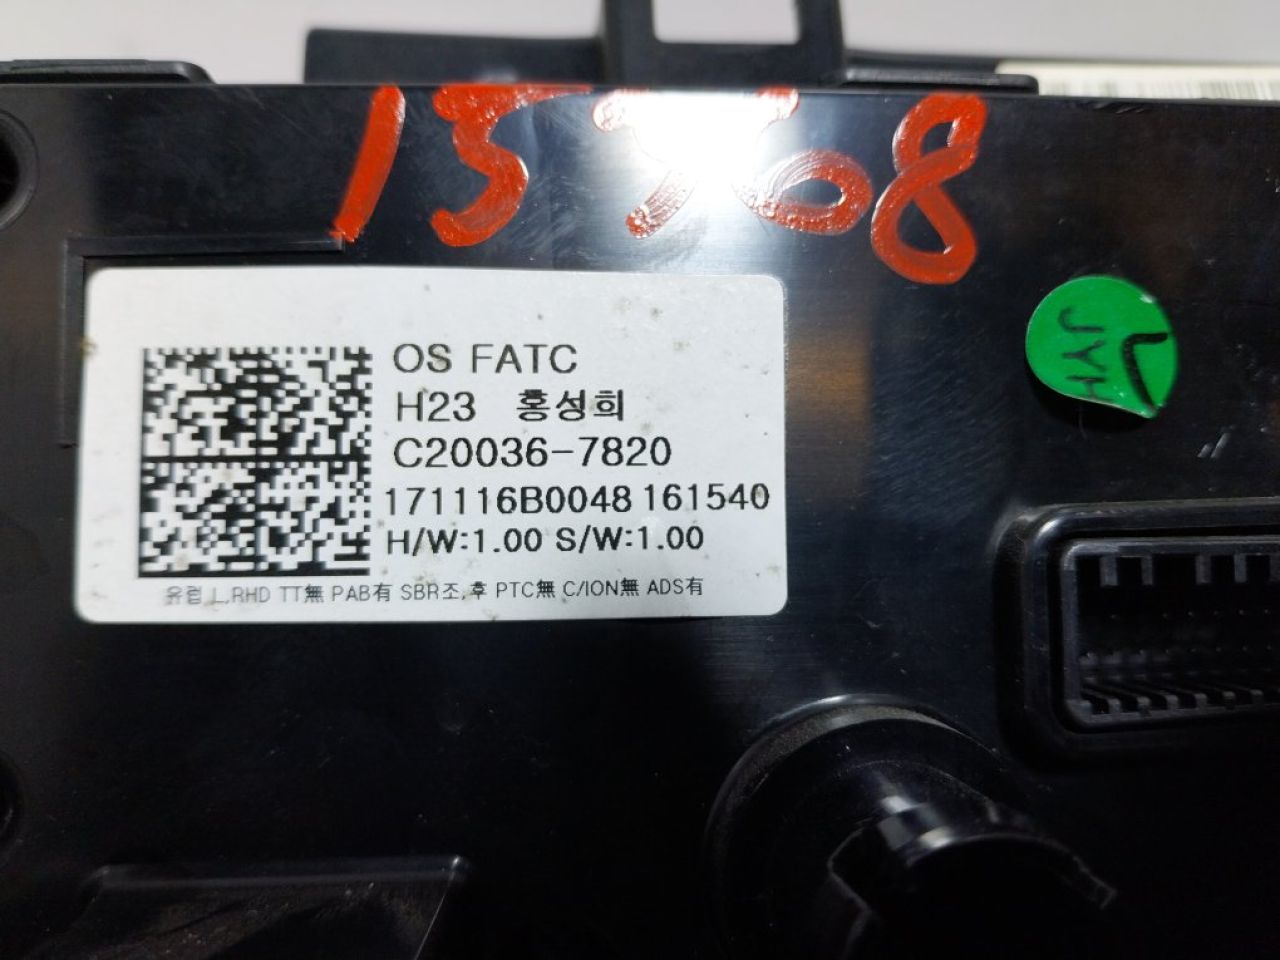 OS FATC
H23 홍성희
C20036-7820
171116B0048 161540
H/W:1.00 S/W:1.00
유럽 L,RHD TT無 PAB有 SBR조,후 PTC無 C/ION無 ADS有
JYH